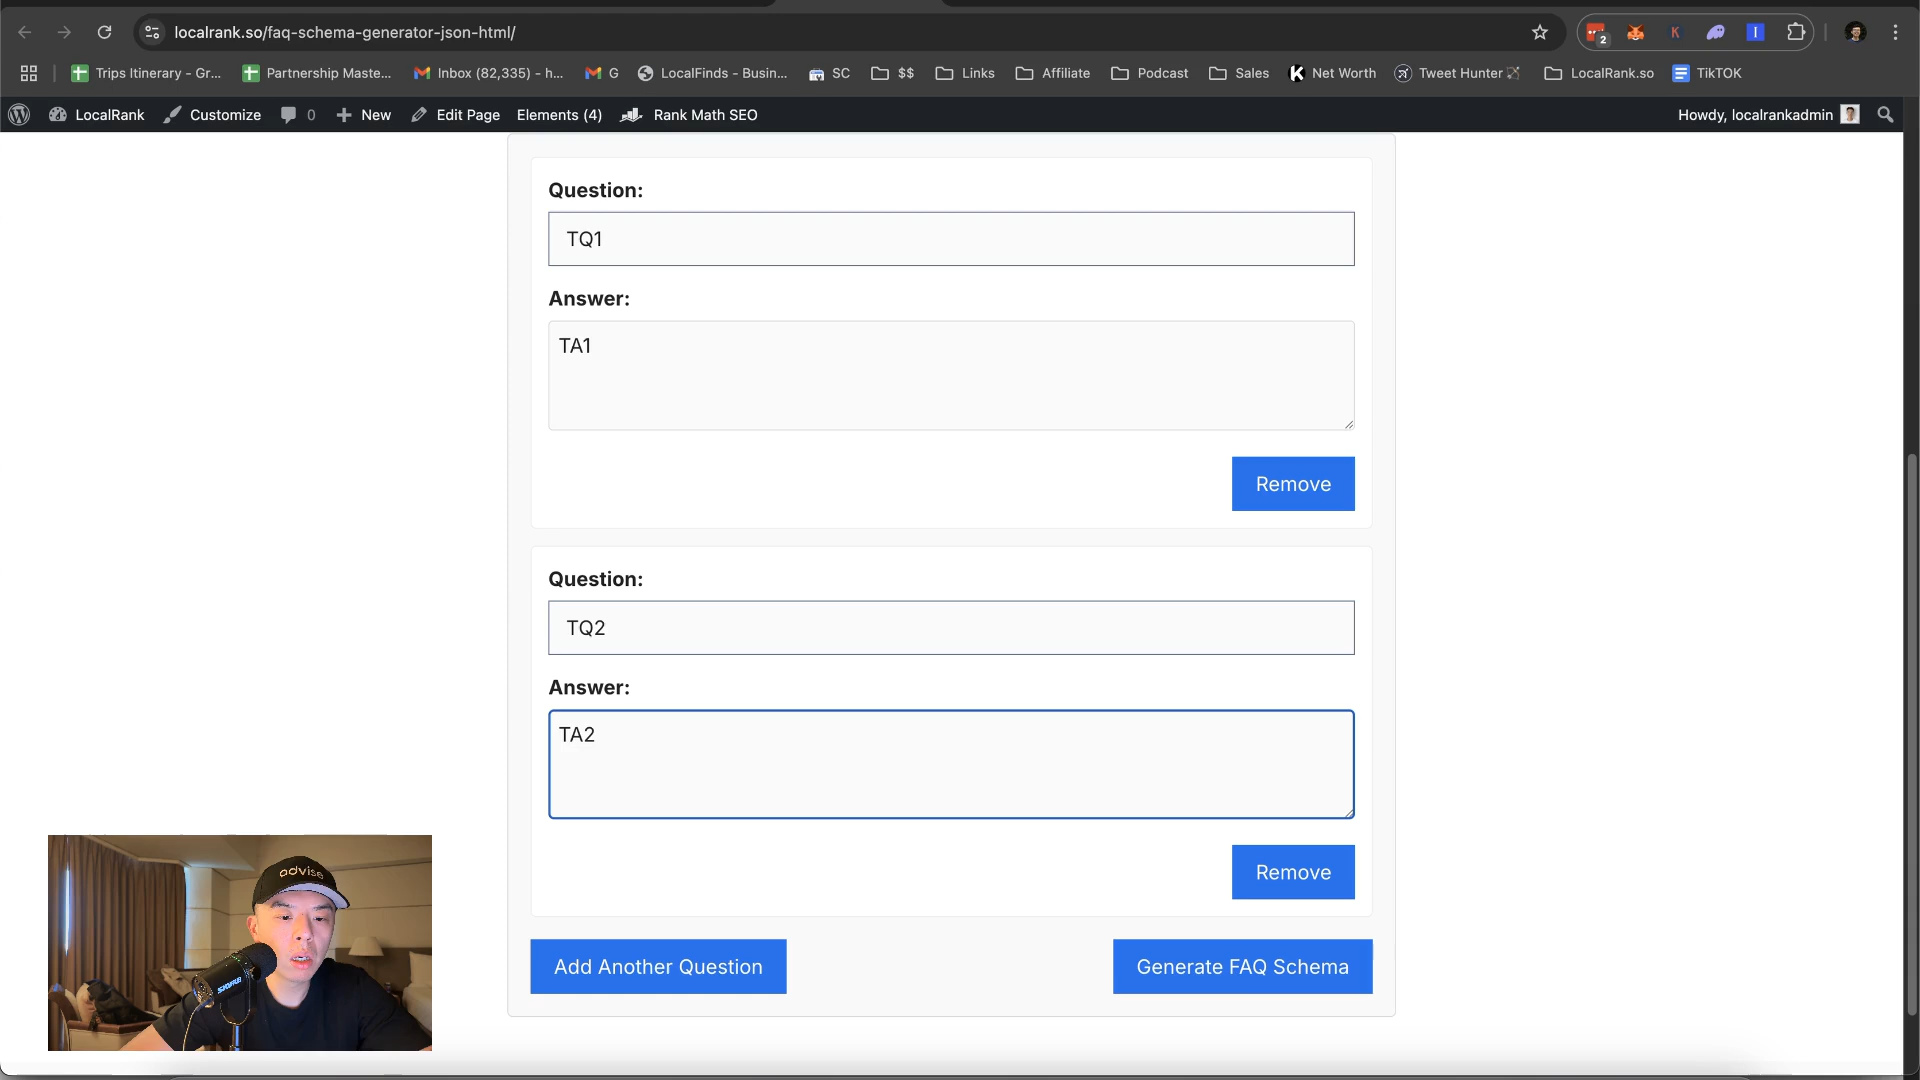 localrank.so/faq-schema-generator-json-html/
2
K
I
Trips Itinerary - Gr...
Partnership Maste...
Inbox (82,335) - h...
G
LocalFinds - Busin...
SC
$$
Links
Affiliate
Podcast
Sales
Net Worth
Tweet Hunter
LocalRank.so
TikTOK
LocalRank
Customize
0
New
Edit Page
Elements (4)
Rank Math SEO
Howdy, localrankadmin
Question:
TQ1
Answer:
TA1
Remove
Question:
TQ2
Answer:
TA2
Remove
Add Another Question
Generate FAQ Schema
advise
SHURE